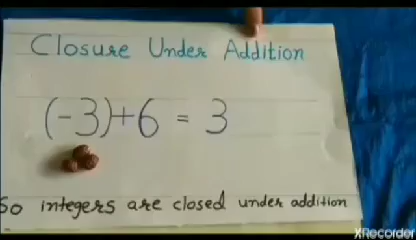 Closure Under Addition
(-3)+6 = 3
So integers are closed under addition
XRecorder